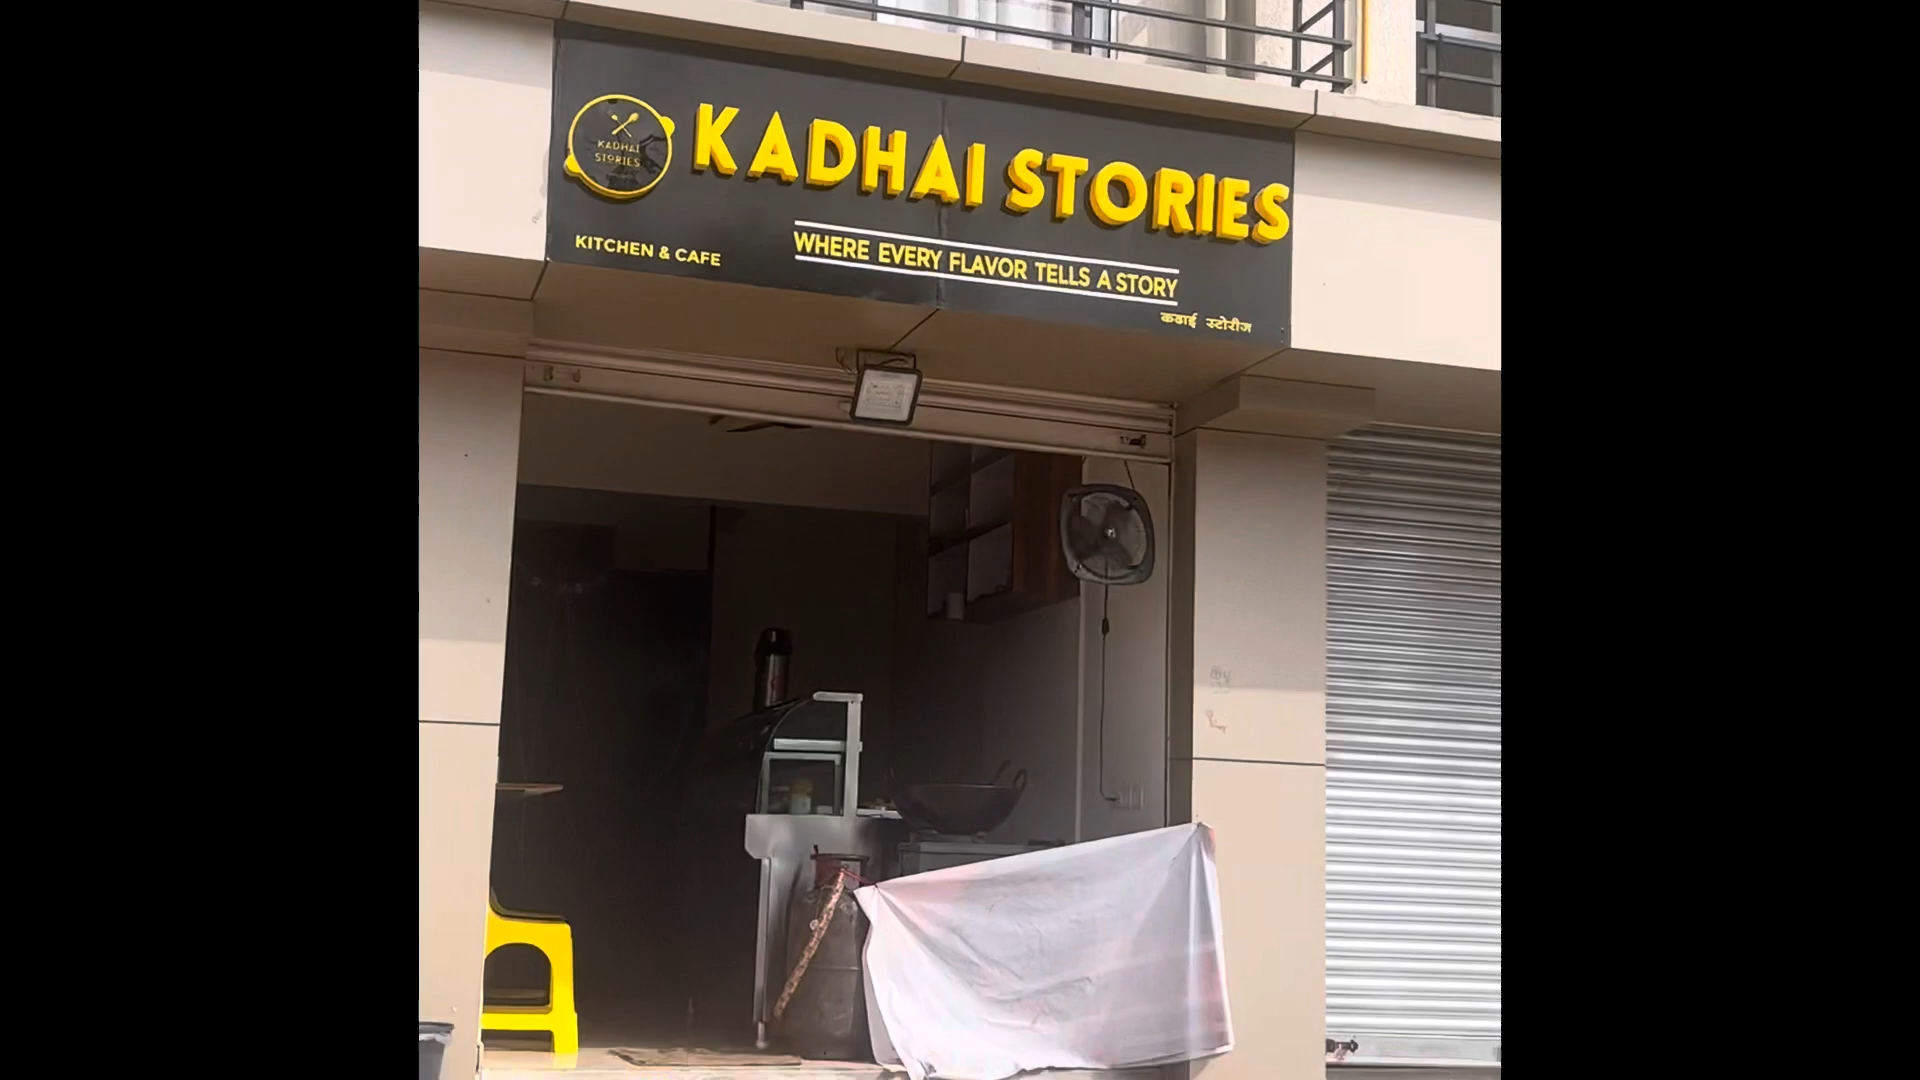 KADHAI
STORIES
KADHAI STORIES
KITCHEN & CAFE
WHERE EVERY FLAVOR TELLS A STORY
कढाई स्टोरीज